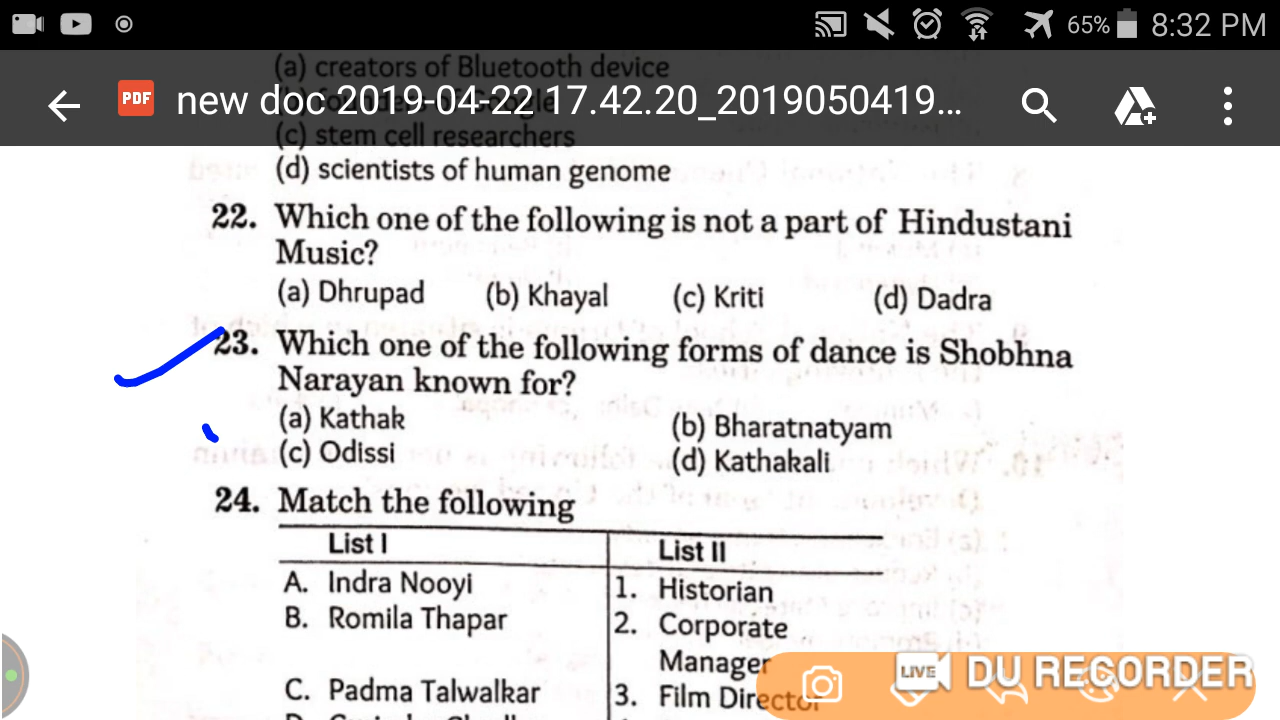 65% 8:32 PM
(a) creators of Bluetooth device
PDF new doc 2019-04-22 17.42.20_2019050419...
(b) founders of Google
(c) stem cell researchers
(d) scientists of human genome
22. Which one of the following is not a part of Hindustani
Music?
(a) Dhrupad (b) Khayal (c) Kriti (d) Dadra
23. Which one of the following forms of dance is Shobhna
Narayan known for?
(a) Kathak (b) Bharatnatyam
(c) Odissi (d) Kathakali
24. Match the following
List I List II
A. Indra Nooyi 1. Historian
B. Romila Thapar 2. Corporate
Manager
C. Padma Talwalkar 3. Film Director
LIVE DU RECORDER